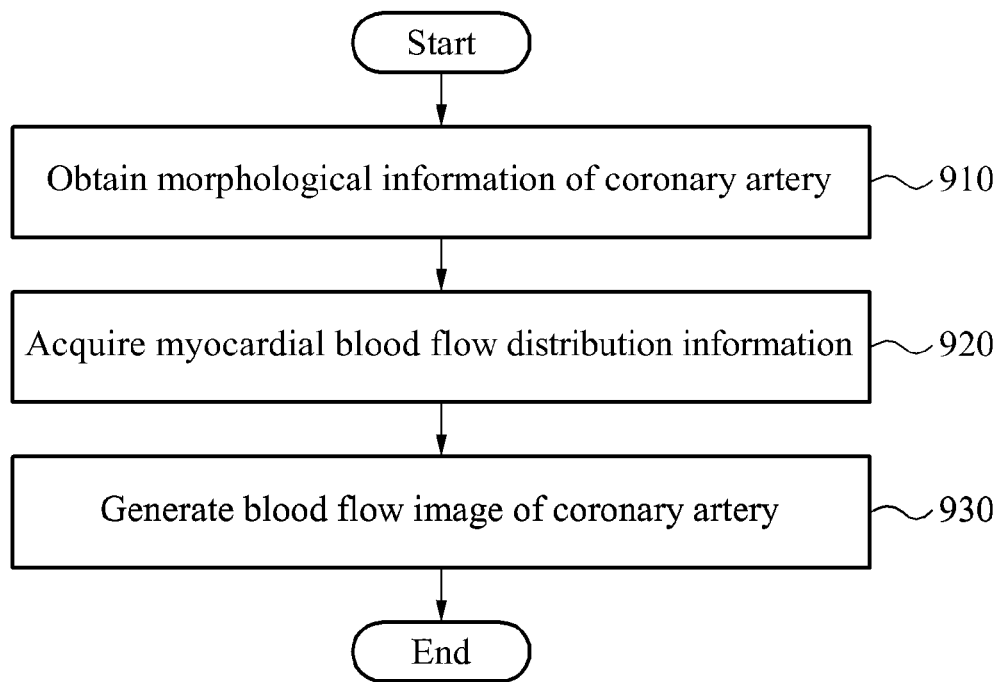 Start
Obtain morphological information of coronary artery
910
Acquire myocardial blood flow distribution information
920
Generate blood flow image of coronary artery
930
End